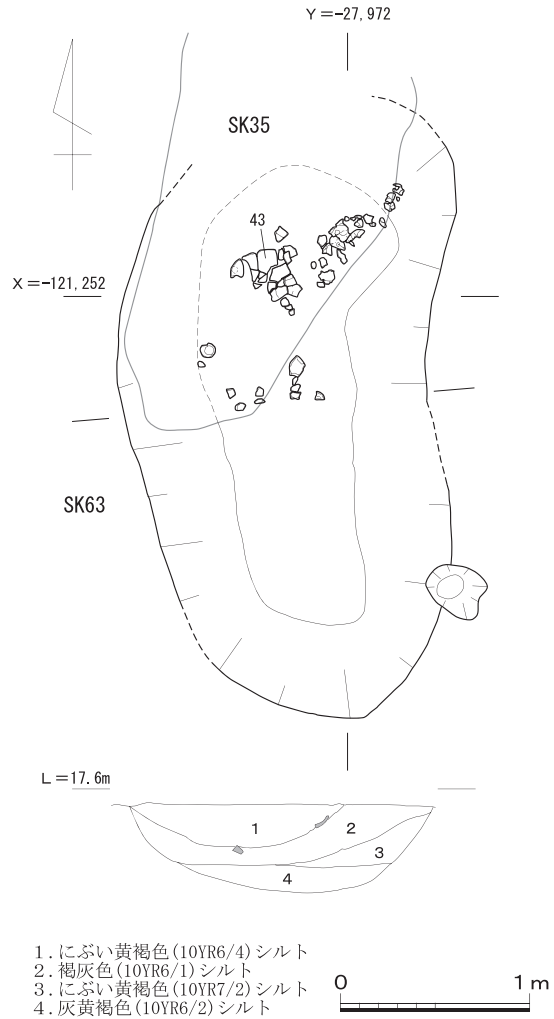 Y=-27,972
SK35
43
X=-121,252
SK63
L=17.6m
1
2
3
4
1.にぶい黄褐色(10YR6/4)シルト
2.褐灰色(10YR6/1)シルト
3.にぶい黄褐色(10YR7/2)シルト
4.灰黄褐色(10YR6/2)シルト
0 1m